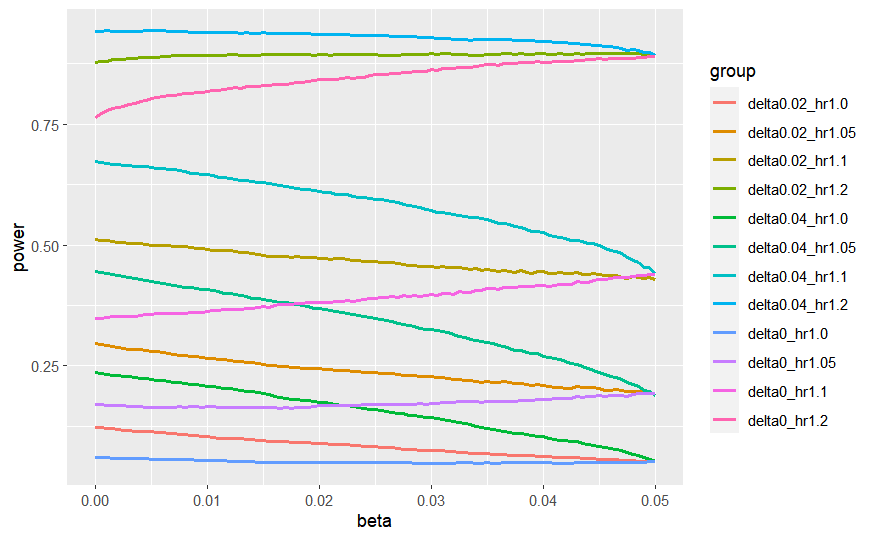 power
0.75
0.50
0.25
0.00
0.01
0.02
0.03
0.04
0.05
beta
group
delta0.02_hr1.0
delta0.02_hr1.05
delta0.02_hr1.1
delta0.02_hr1.2
delta0.04_hr1.0
delta0.04_hr1.05
delta0.04_hr1.1
delta0.04_hr1.2
delta0_hr1.0
delta0_hr1.05
delta0_hr1.1
delta0_hr1.2